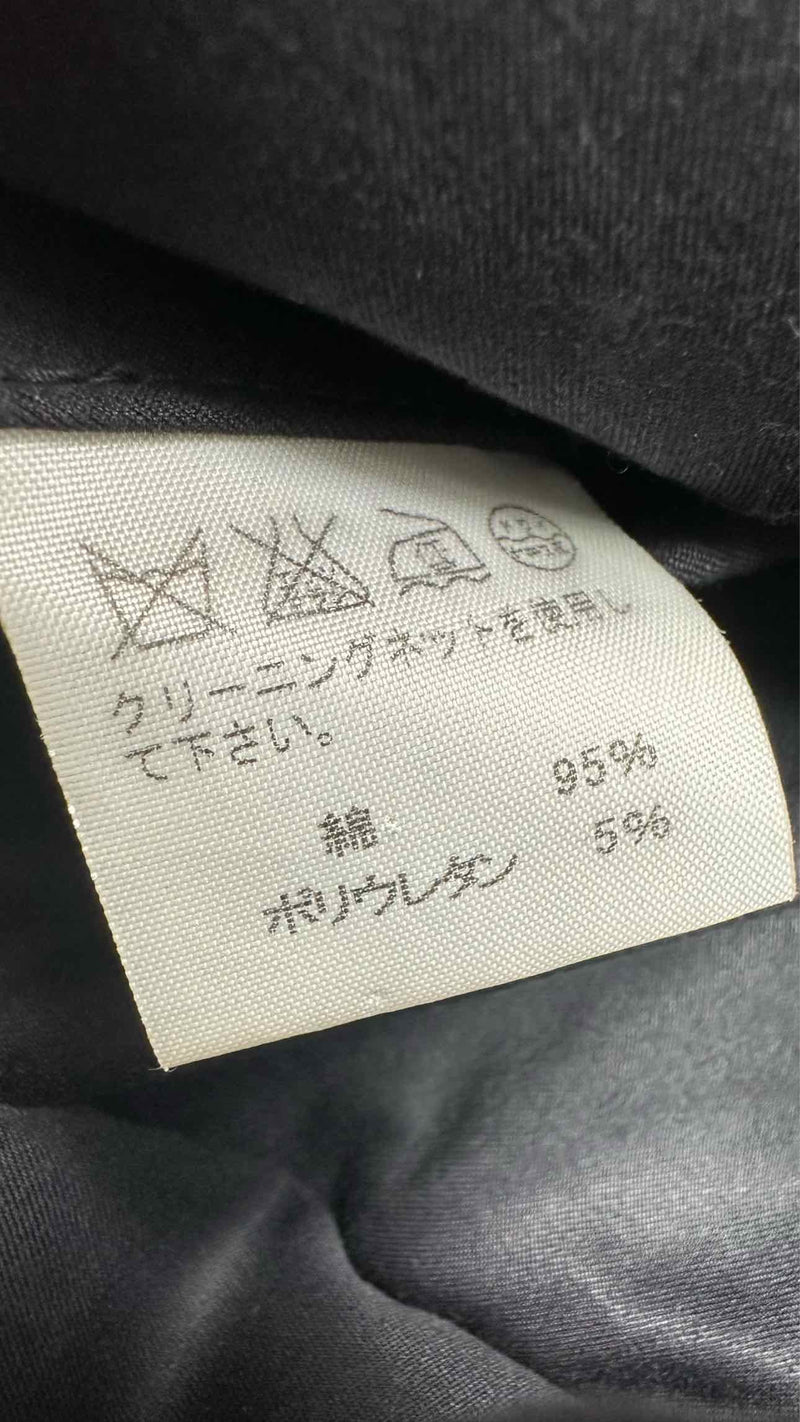 クリーニングネットを使用し
て下さい。
綿 95%
ポリウレタン 5%